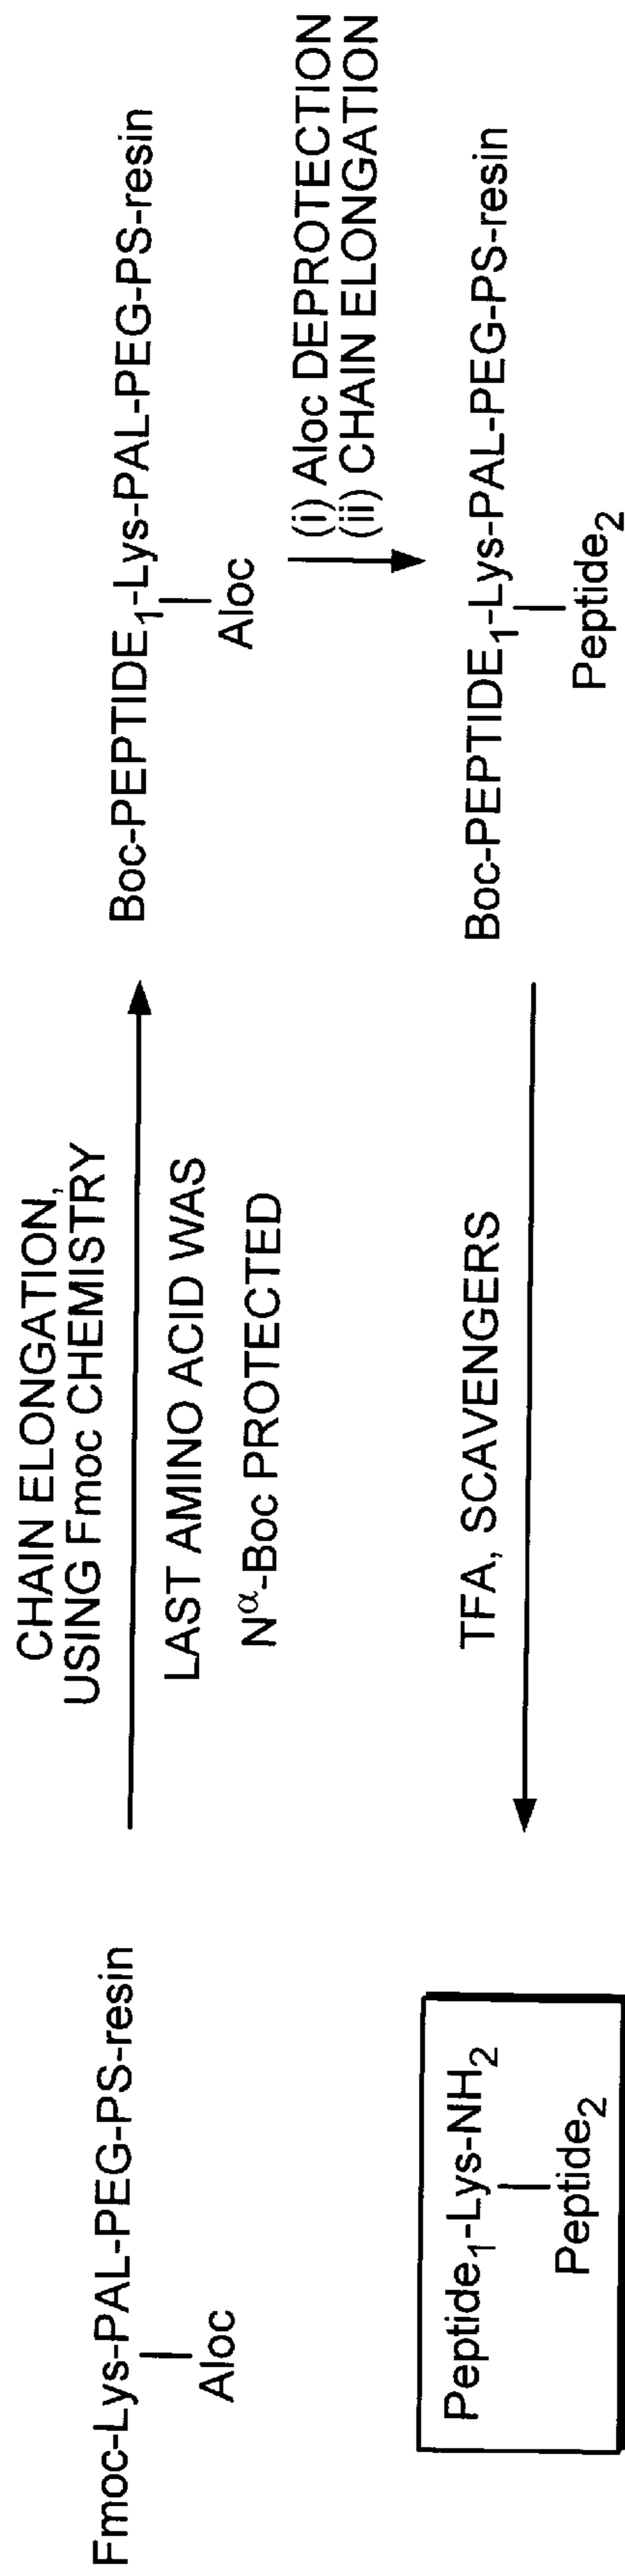 Fmoc-Lys-PAL-PEG-PS-resin
Aloc
CHAIN ELONGATION,
USING Fmoc CHEMISTRY
LAST AMINO ACID WAS
Nα-Boc PROTECTED
Boc-PEPTIDE1-Lys-PAL-PEG-PS-resin
Aloc
(i) Aloc DEPROTECTION
(ii) CHAIN ELONGATION
Boc-PEPTIDE1-Lys-PAL-PEG-PS-resin
Peptide2
TFA, SCAVENGERS
Peptide1-Lys-NH2
Peptide2